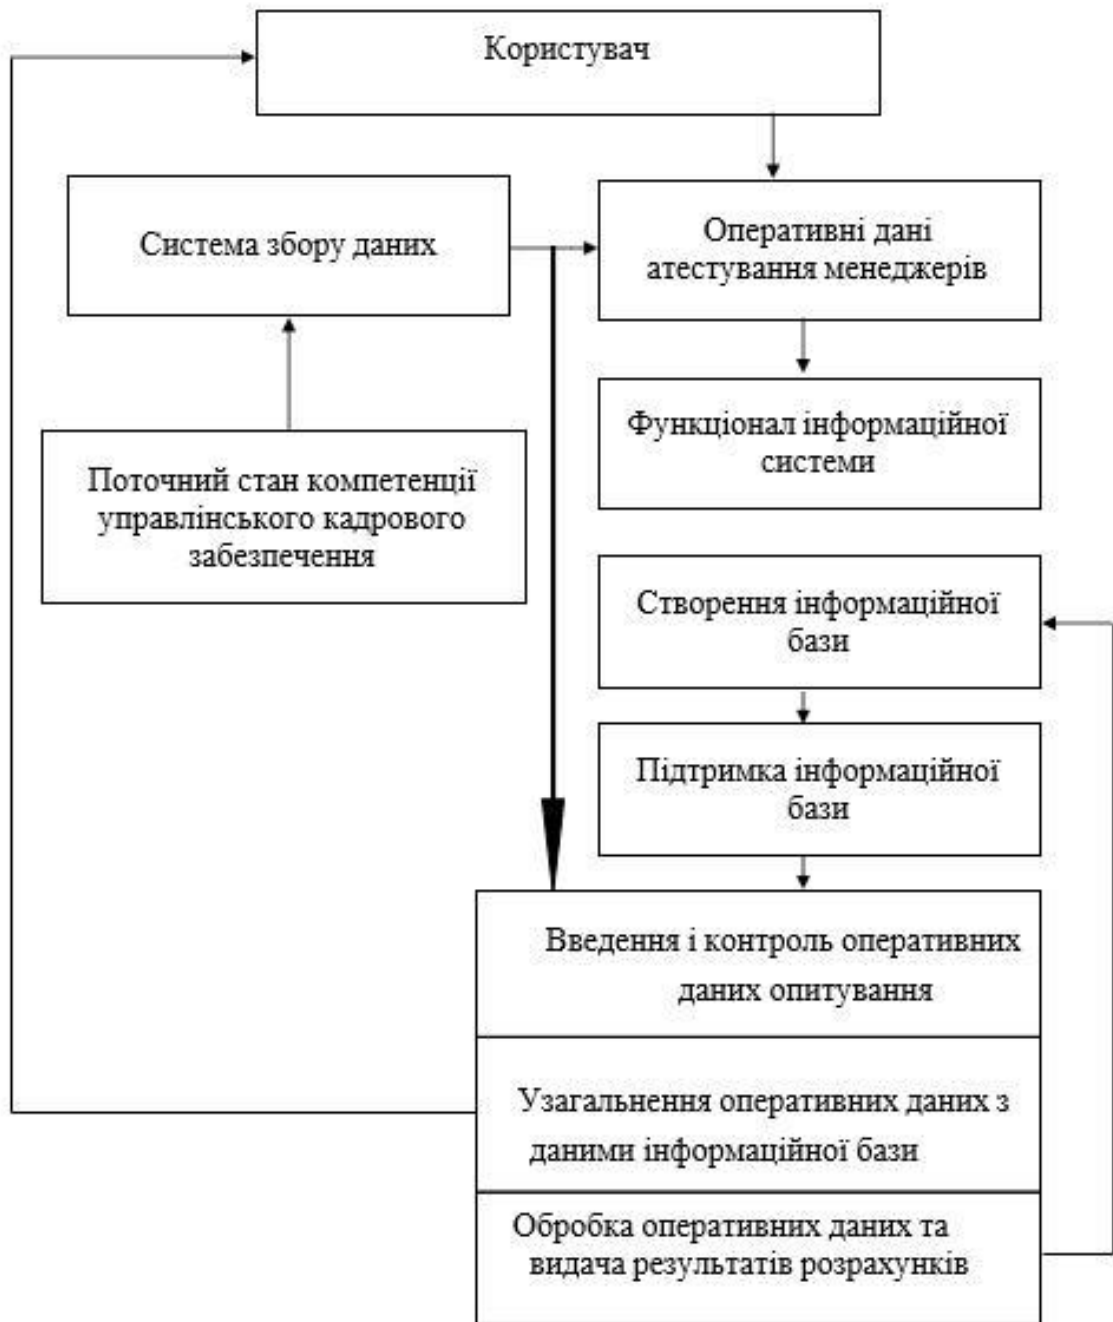 Користувач
Система збору даних
Оперативні дані
атестування менеджерів
Функціонал інформаційної
системи
Поточний стан компетенції
управлінського кадрового
забезпечення
Створення інформаційної
бази
Підтримка інформаційної
бази
Введення і контроль оперативних
даних опитування
Узагальнення оперативних даних з
даними інформаційної бази
Обробка оперативних даних та
видача результатів розрахунків